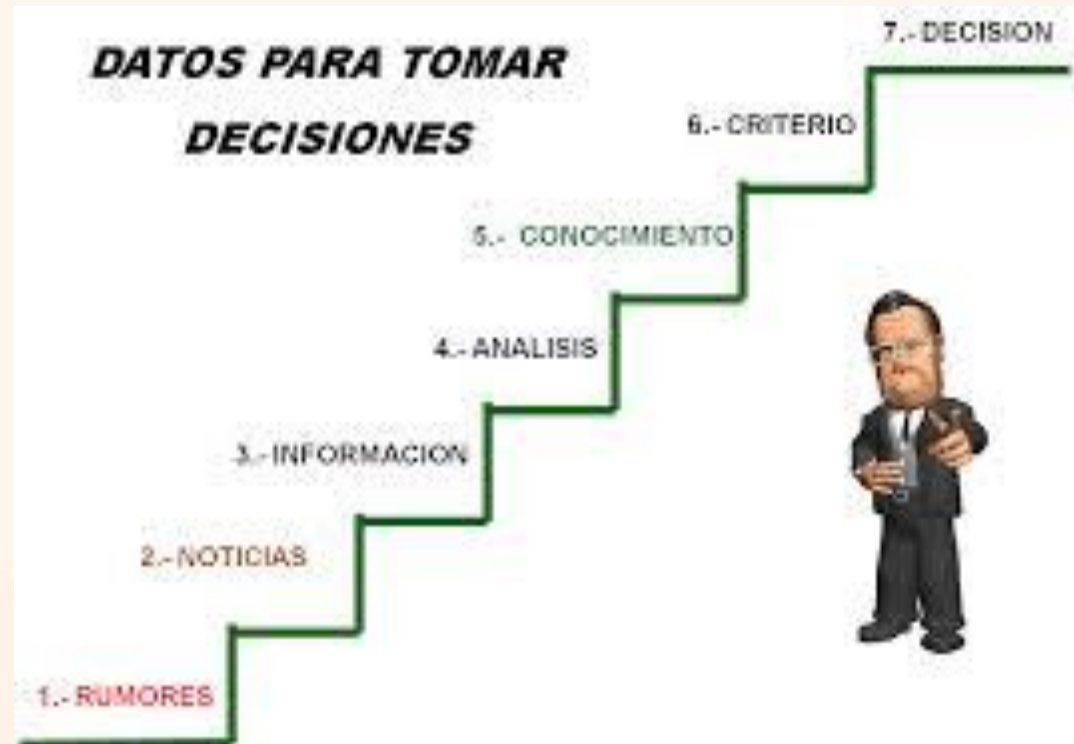 DATOS PARA TOMAR
DECISIONES
7.- DECISION
6.- CRITERIO
5.- CONOCIMIENTO
4.- ANALISIS
3.- INFORMACION
2.- NOTICIAS
1.- RUMORES